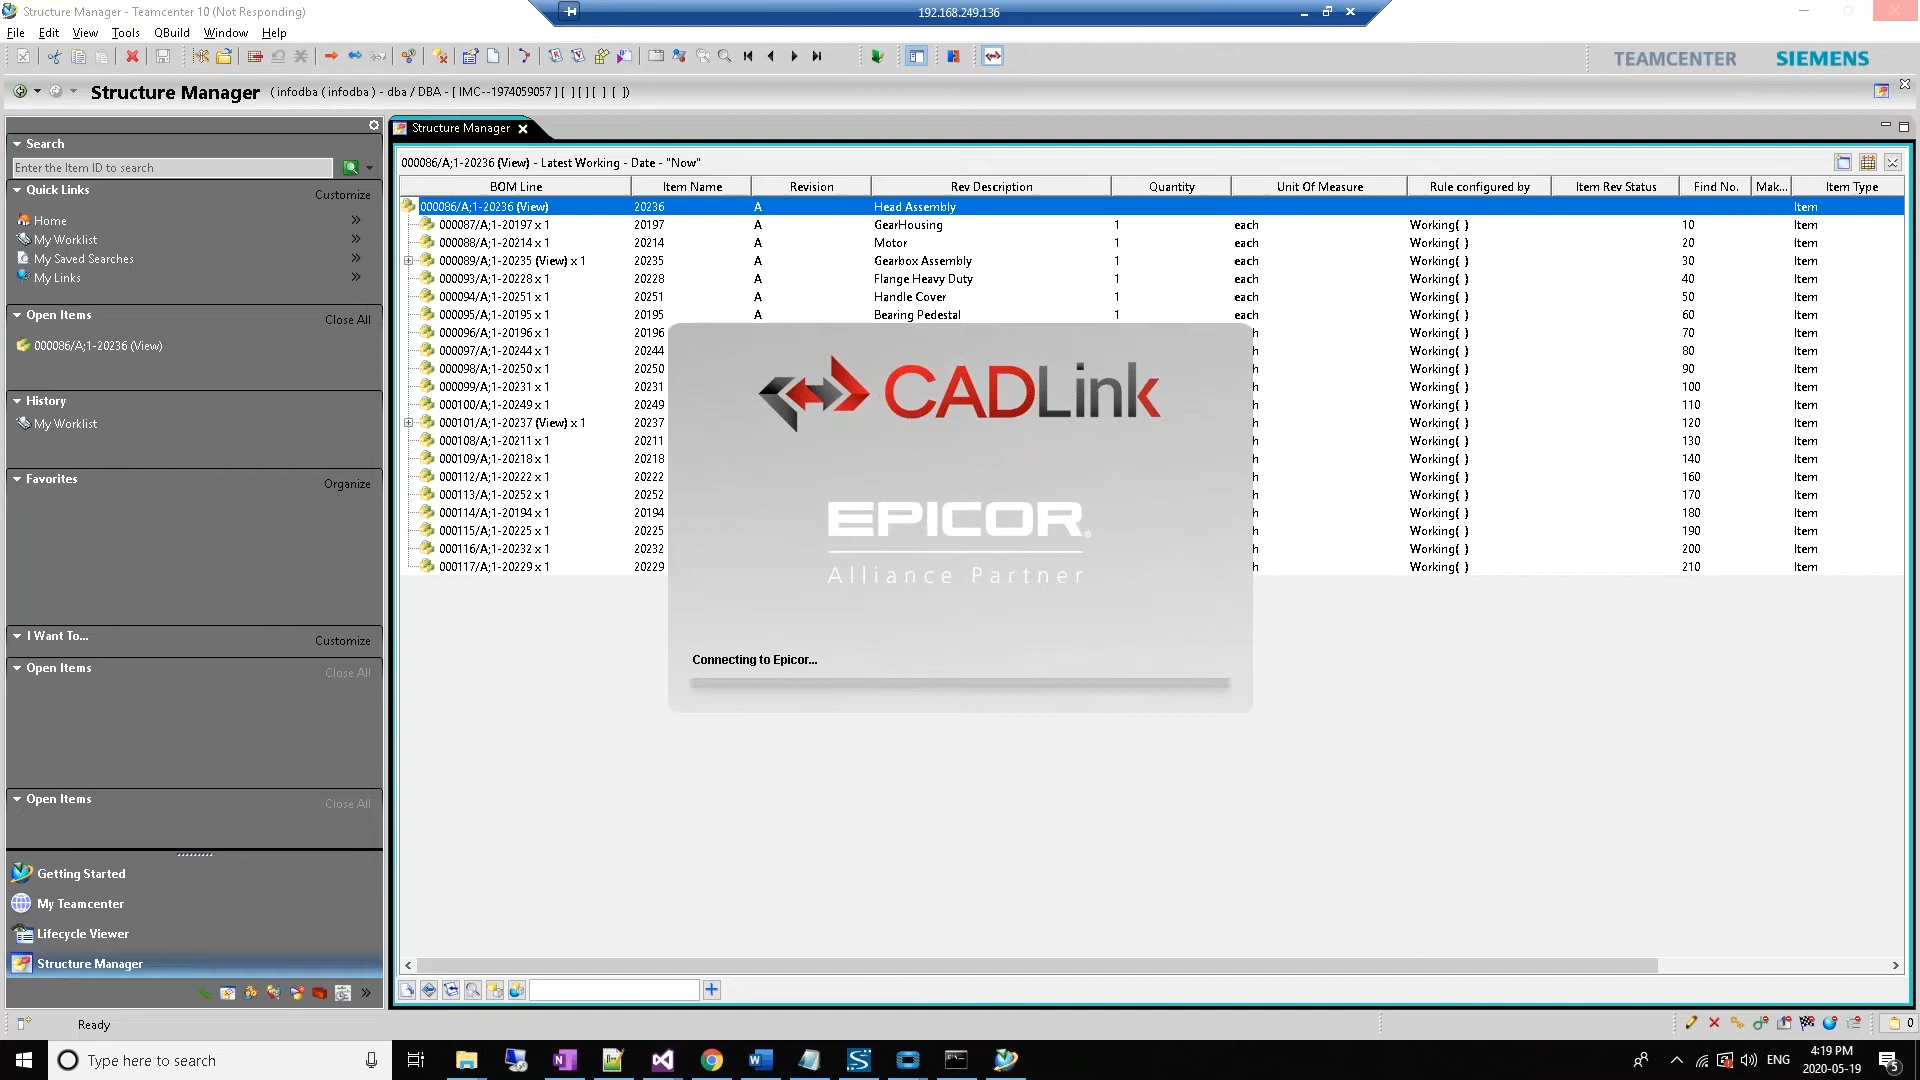 Structure Manager - Teamcenter 10 (Not Responding)
192.168.249.136
File Edit View Tools QBuild Window Help
TEAMCENTER SIEMENS
Structure Manager ( infodba ( infodba ) - dba / DBA - [ IMC--1974059057 ] [ ] [ ] [ ] [ ])
Search
Enter the Item ID to search
Quick Links Customize
Home
My Worklist
My Saved Searches
My Links
Open Items Close All
000086/A;1-20236 (View)
History
My Worklist
Favorites Organize
I Want To... Customize
Open Items Close All
Open Items Close All
Getting Started
My Teamcenter
Lifecycle Viewer
Structure Manager
Structure Manager
000086/A;1-20236 (View) - Latest Working - Date - "Now"
BOM Line Item Name Revision Rev Description Quantity Unit Of Measure Rule configured by Item Rev Status Find No. Mak... Item Type
000086/A;1-20236 (View) 20236 A Head Assembly Item
000087/A;1-20197 x 1 20197 A GearHousing 1 each Working( ) 10 Item
000088/A;1-20214 x 1 20214 A Motor 1 each Working( ) 20 Item
000089/A;1-20235 (View) x 1 20235 A Gearbox Assembly 1 each Working( ) 30 Item
000093/A;1-20228 x 1 20228 A Flange Heavy Duty 1 each Working( ) 40 Item
000094/A;1-20251 x 1 20251 A Handle Cover 1 each Working( ) 50 Item
000095/A;1-20195 x 1 20195 A Bearing Pedestal 1 each Working( ) 60 Item
000096/A;1-20196 x 1 20196 h Working( ) 70 Item
000097/A;1-20244 x 1 20244 h Working( ) 80 Item
000098/A;1-20250 x 1 20250 h Working( ) 90 Item
000099/A;1-20231 x 1 20231 h Working( ) 100 Item
000100/A;1-20249 x 1 20249 h Working( ) 110 Item
000101/A;1-20237 (View) x 1 20237 h Working( ) 120 Item
000108/A;1-20211 x 1 20211 h Working( ) 130 Item
000109/A;1-20218 x 1 20218 h Working( ) 140 Item
000112/A;1-20222 x 1 20222 h Working( ) 160 Item
000113/A;1-20252 x 1 20252 h Working( ) 170 Item
000114/A;1-20194 x 1 20194 h Working( ) 180 Item
000115/A;1-20225 x 1 20225 h Working( ) 190 Item
000116/A;1-20232 x 1 20232 h Working( ) 200 Item
000117/A;1-20229 x 1 20229 h Working( ) 210 Item
CADLink
EPICOR®
Alliance Partner
Connecting to Epicor...
Ready
0
Type here to search
ENG
4:19 PM
2020-05-19
5